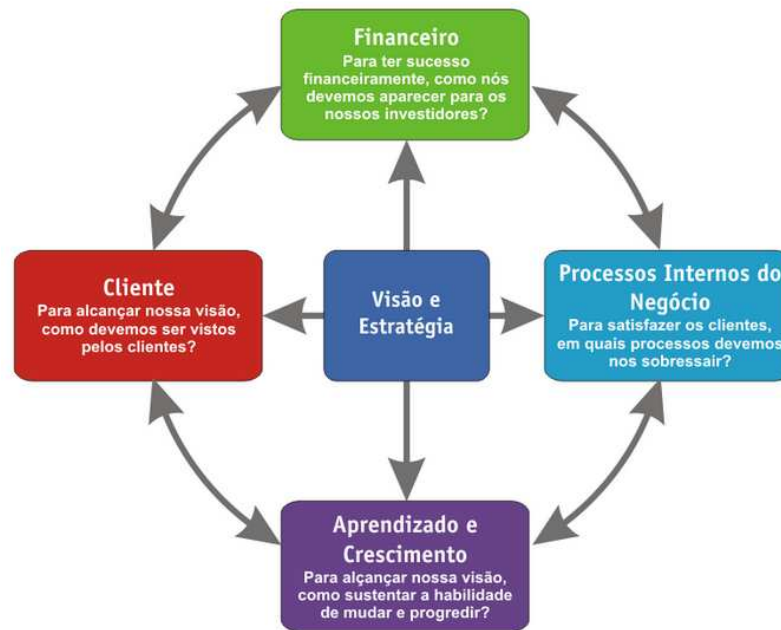 Financeiro
Para ter sucesso
financeiramente, como nós
devemos aparecer para os
nossos investidores?
Cliente
Para alcançar nossa visão,
como devemos ser vistos
pelos clientes?
Visão e
Estratégia
Processos Internos do
Negócio
Para satisfazer os clientes,
em quais processos devemos
nos sobressair?
Aprendizado e
Crescimento
Para alçançar nossa visão,
como sustentar a habilidade
de mudar e progredir?